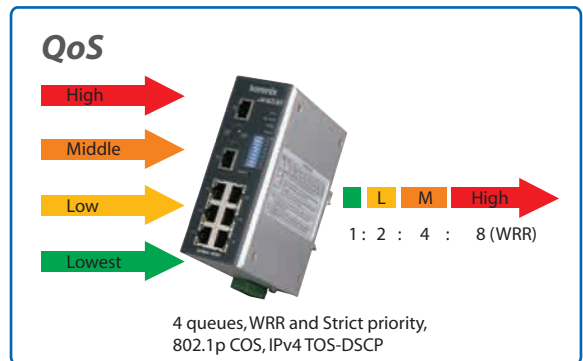 QoS
High
Middle
Low
Lowest
korenix
L M High
1 : 2 : 4 : 8 (WRR)
4 queues, WRR and Strict priority,
802.1p COS, IPv4 TOS-DSCP